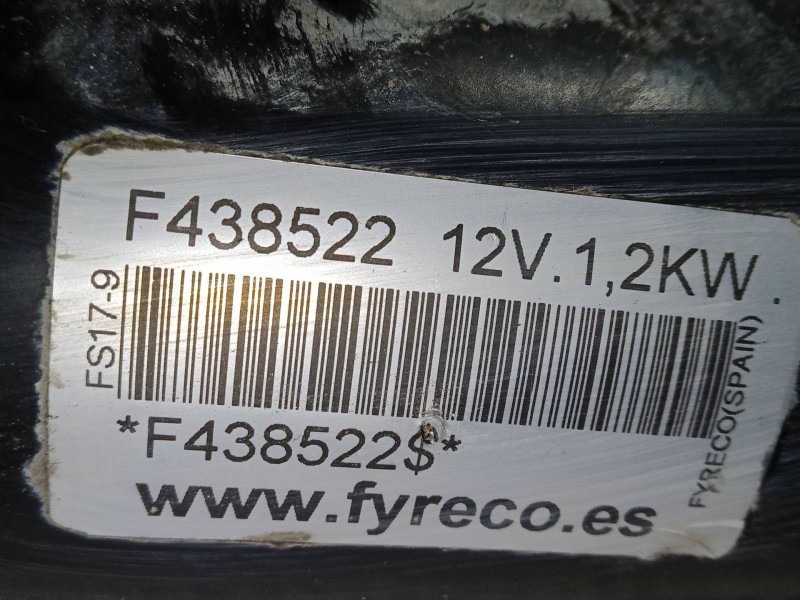 F438522 12V.1,2KW.
FS17-9
FYRECO(SPAIN)
*F438522$*
www.fyreco.es